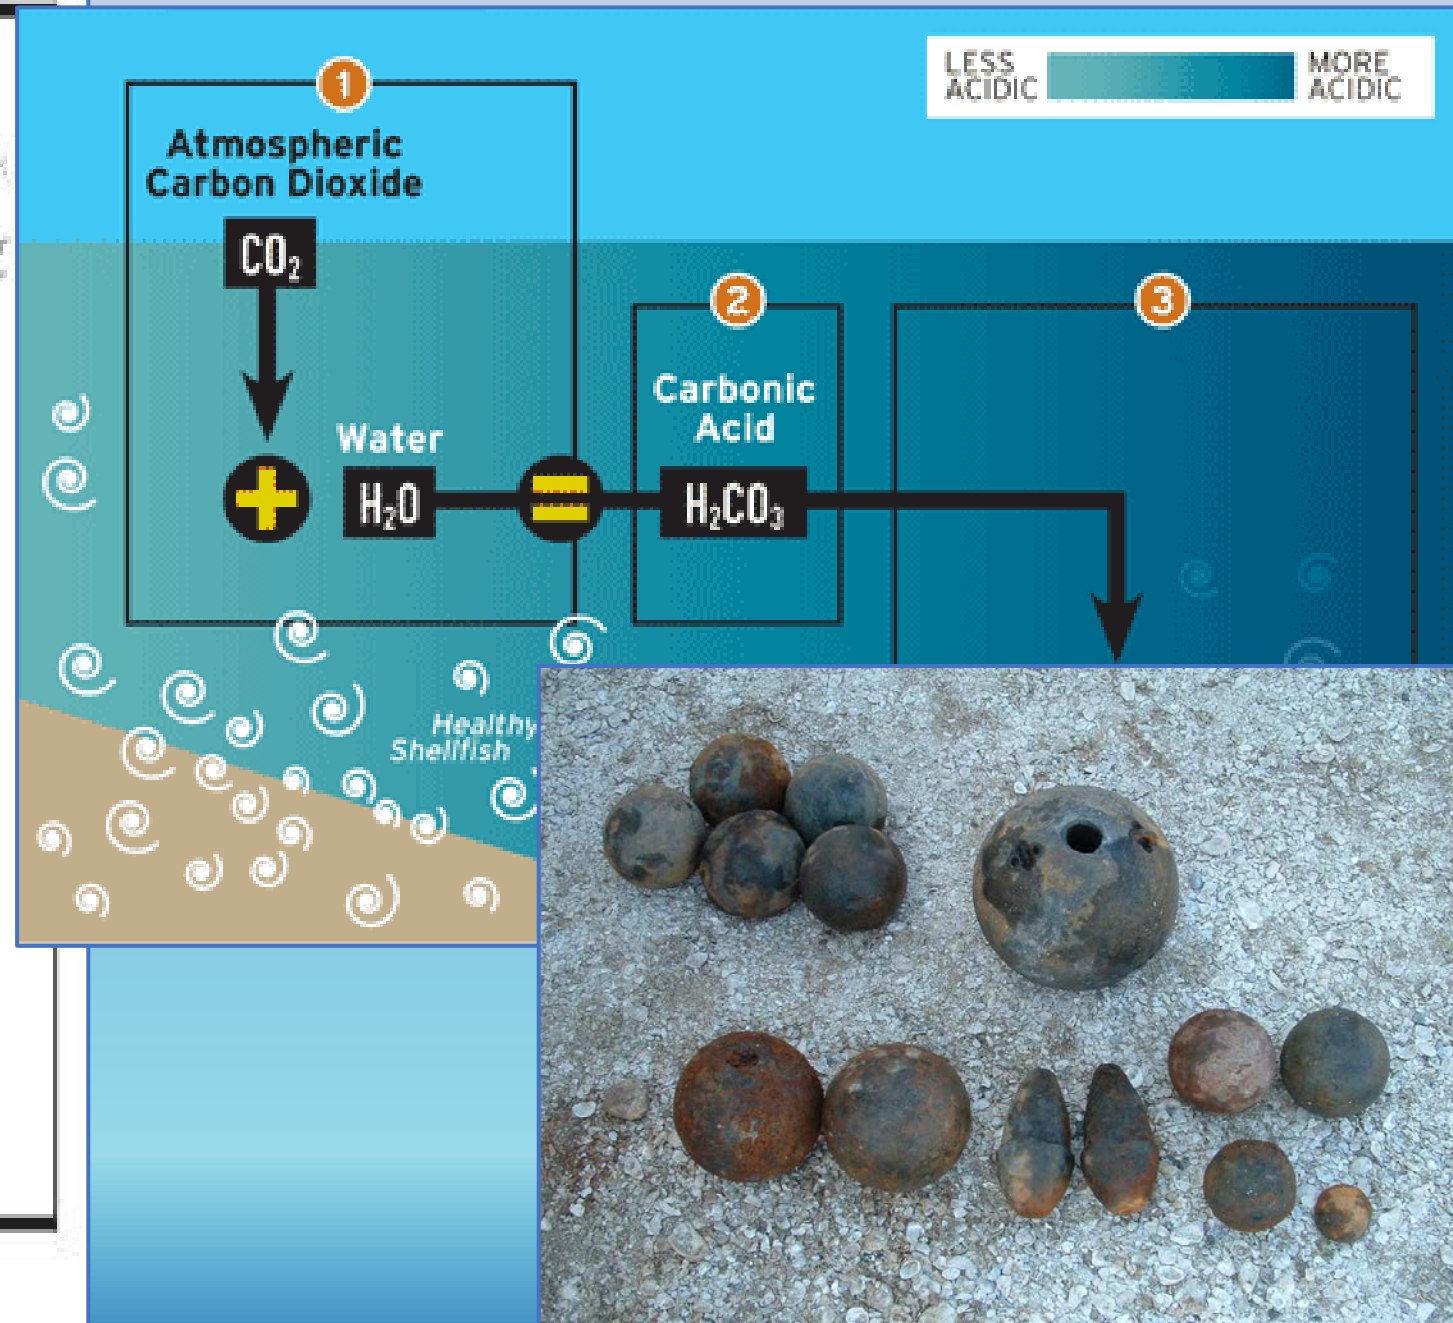 LESS
ACIDIC
MORE
ACIDIC
1
Atmospheric
Carbon Dioxide
CO₂
2
3
Carbonic
Acid
Water
H₂O
H₂CO₃
Healthy
Shellfish